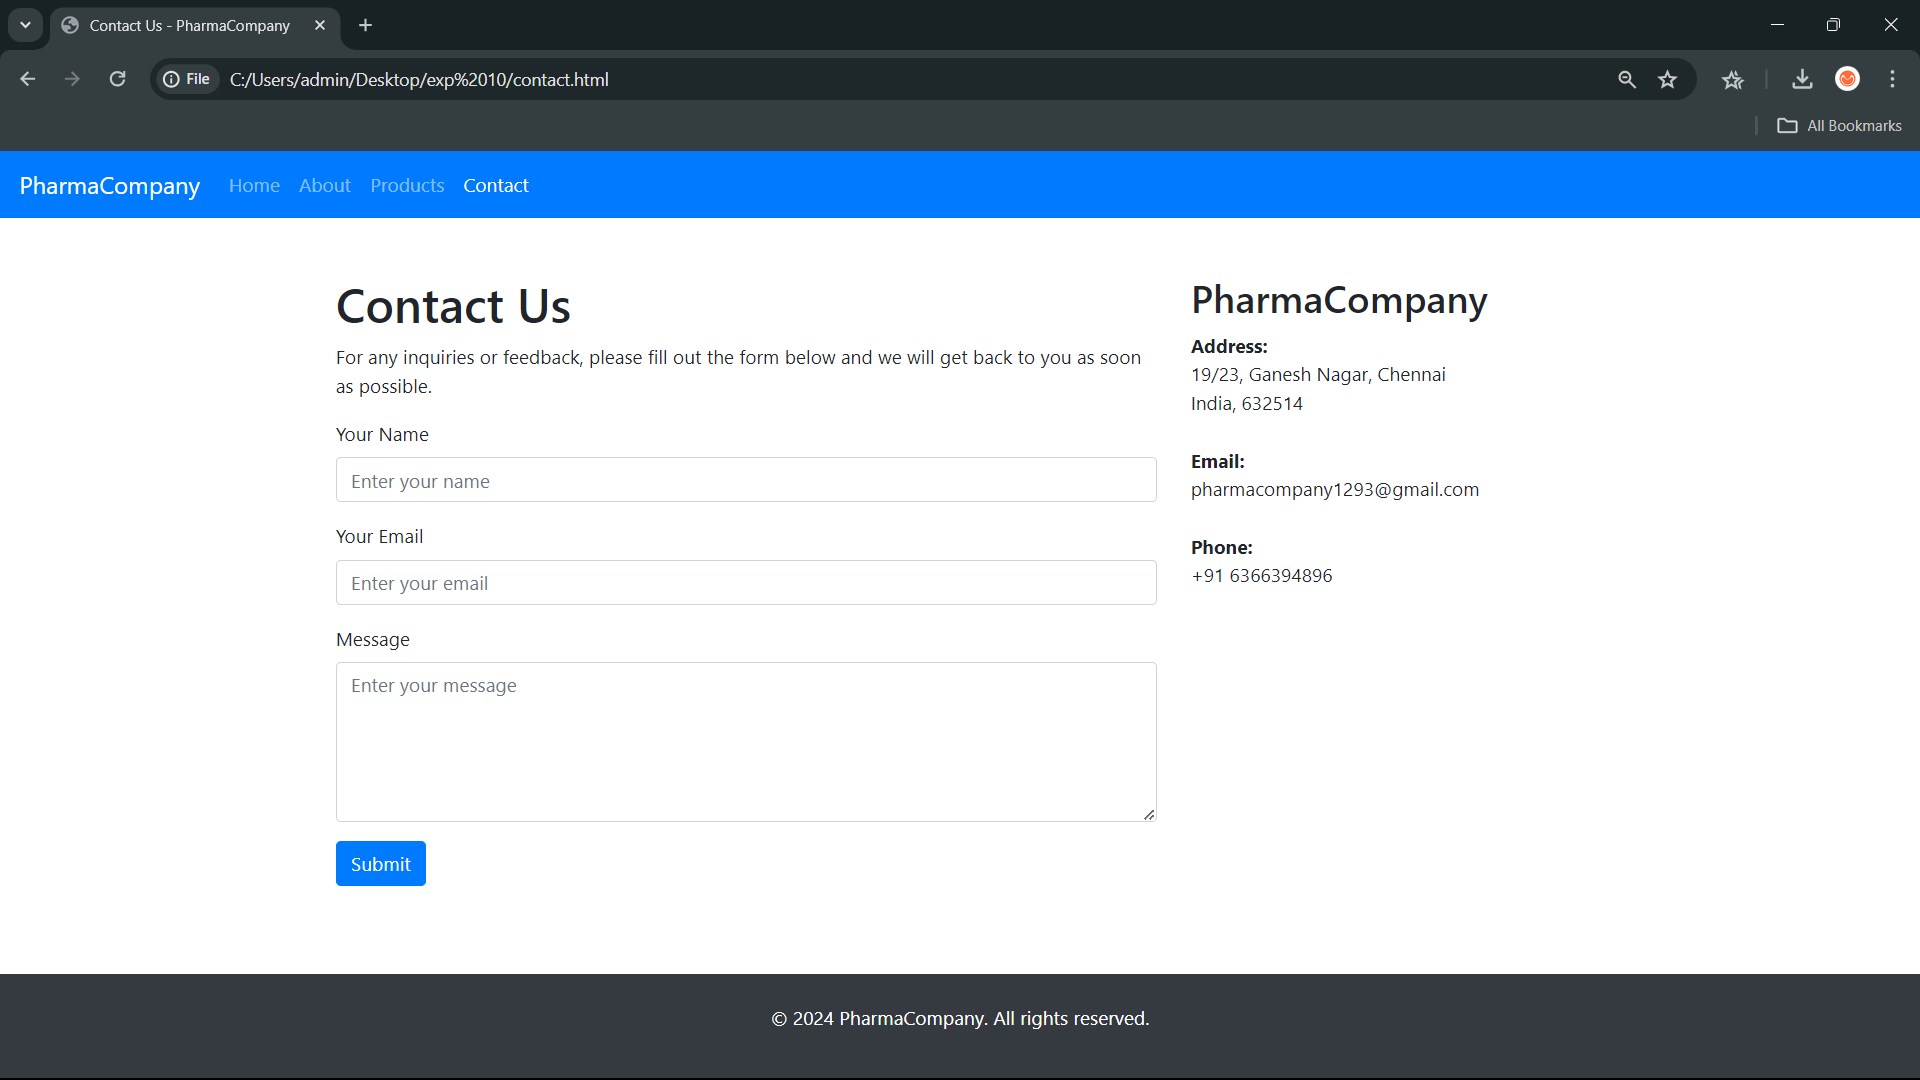 Contact Us - PharmaCompany
File
C:/Users/admin/Desktop/exp%2010/contact.html
All Bookmarks
PharmaCompany
Home
About
Products
Contact
Contact Us
For any inquiries or feedback, please fill out the form below and we will get back to you as soon
as possible.
Your Name
Enter your name
Your Email
Enter your email
Message
Enter your message
Submit
PharmaCompany
Address:
19/23, Ganesh Nagar, Chennai
India, 632514
Email:
pharmacompany1293@gmail.com
Phone:
+91 6366394896
© 2024 PharmaCompany. All rights reserved.